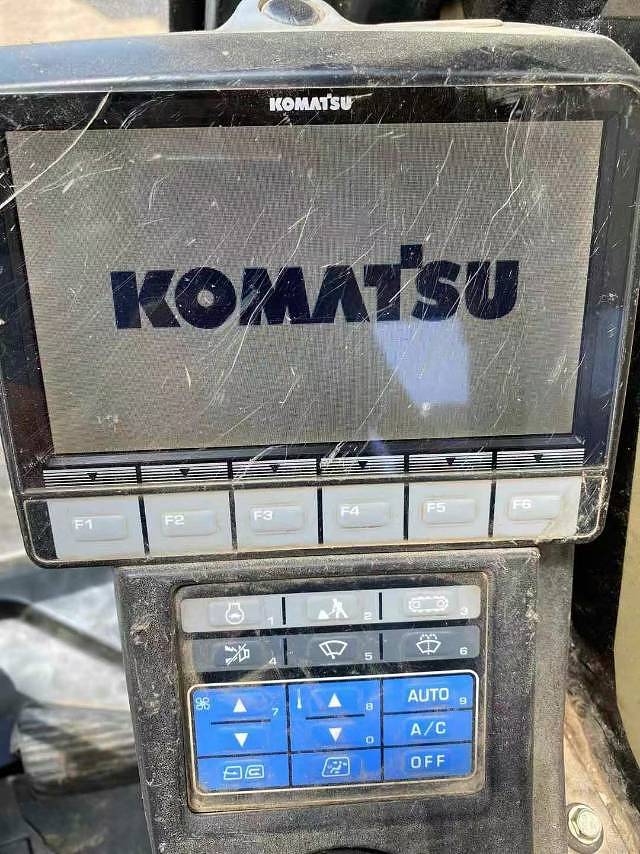 KOMATSU
KOMATSU
F1 F2 F3 F4 F5 F6
1 2 3
4 5 6
7 8 AUTO 9
0 A/C
OFF